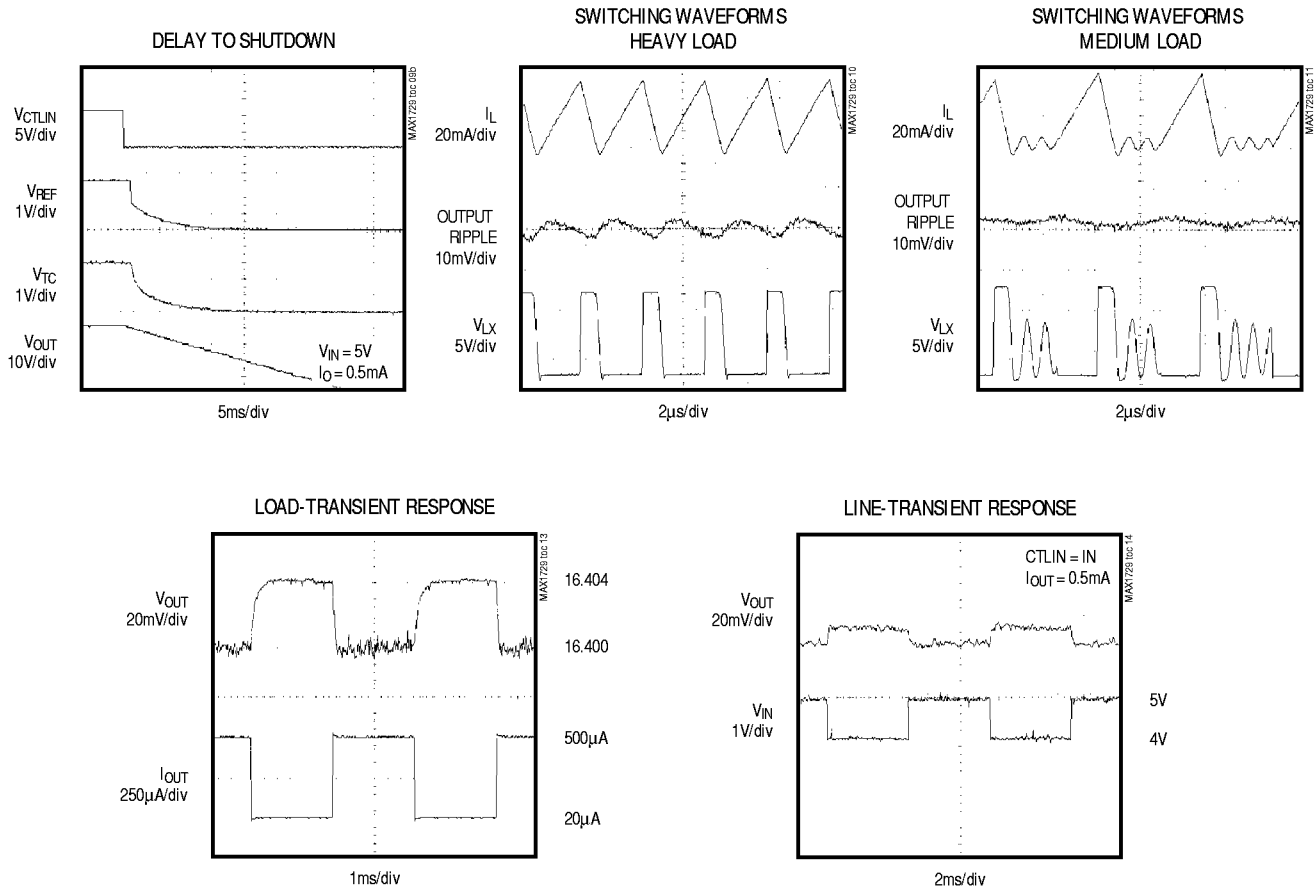 DELAY TO SHUTDOWN
MAX1729 toc 09b
VCTLIN
5V/div
VREF
1V/div
VTC
1V/div
VOUT
10V/div
VIN = 5V
IO = 0.5mA
5ms/div
SWITCHING WAVEFORMS
HEAVY LOAD
MAX1729 toc 10
IL
20mA/div
OUTPUT
RIPPLE
10mV/div
VLX
5V/div
2µs/div
SWITCHING WAVEFORMS
MEDIUM LOAD
MAX1729 toc 11
IL
20mA/div
OUTPUT
RIPPLE
10mV/div
VLX
5V/div
2µs/div
LOAD-TRANSIENT RESPONSE
MAX1729 toc 13
VOUT
20mV/div
16.404
16.400
IOUT
250µA/div
500µA
20µA
1ms/div
LINE-TRANSIENT RESPONSE
MAX1729 toc 14
CTLIN = IN
IOUT = 0.5mA
VOUT
20mV/div
VIN
1V/div
5V
4V
2ms/div